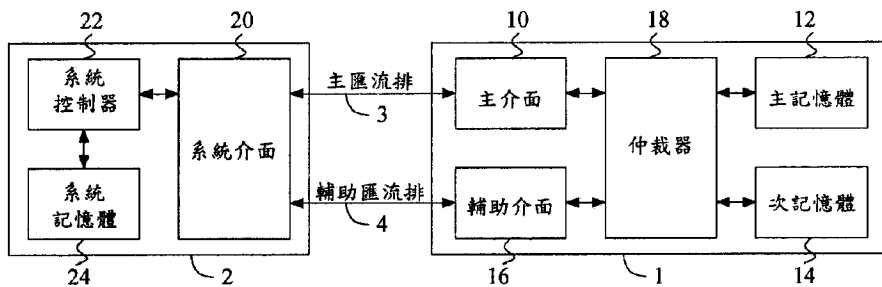 22
20
10
18
12
系統
控制器
系統介面
主匯流排
3
主介面
仲裁器
主記憶體
系統
記憶體
輔助匯流排
4
輔助介面
次記憶體
24
2
16
1
14